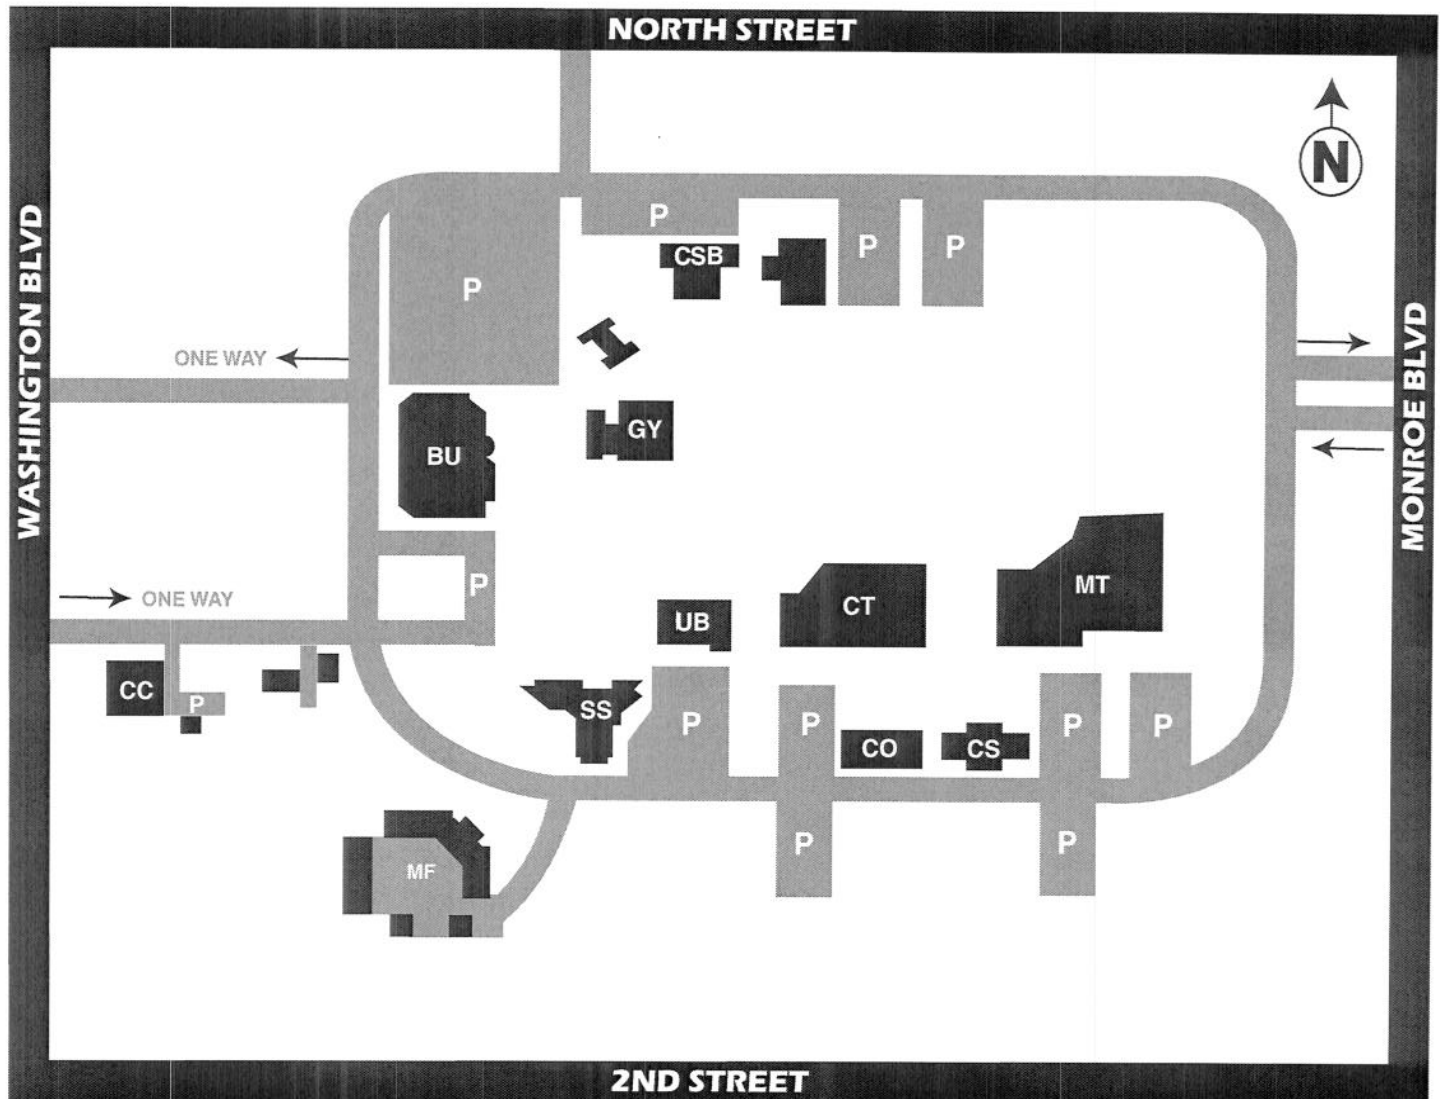 NORTH STREET
N
WASHINGTON BLVD
MONROE BLVD
P
CSB
P
P
P
ONE WAY
GY
BU
P
ONE WAY
UB
CT
MT
CC
P
SS
P
P
CO
CS
P
P
P
P
MF
2ND STREET